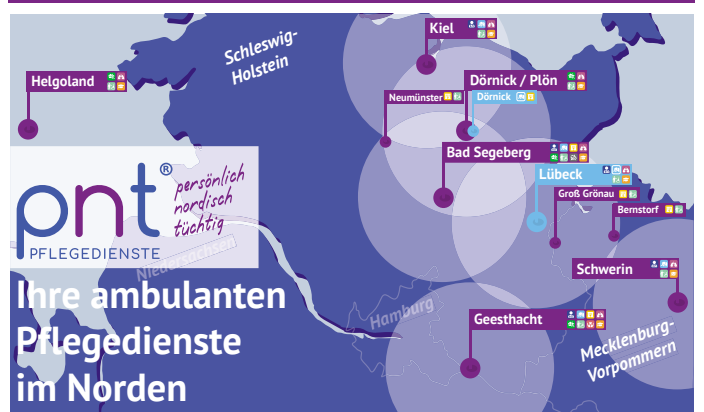 Schleswig-
Holstein
Kiel
Helgoland
Dörnick / Plön
Neumünster
Dörnick
Bad Segeberg
Lübeck
Groß Grönau
Bernstorf
pnt®
PFLEGEDIENSTE
persönlich
nordisch
tüchtig
Niedersachsen
Schwerin
Hamburg
Geesthacht
Mecklenburg-
Vorpommern
Ihre ambulanten
Pflegedienste
im Norden